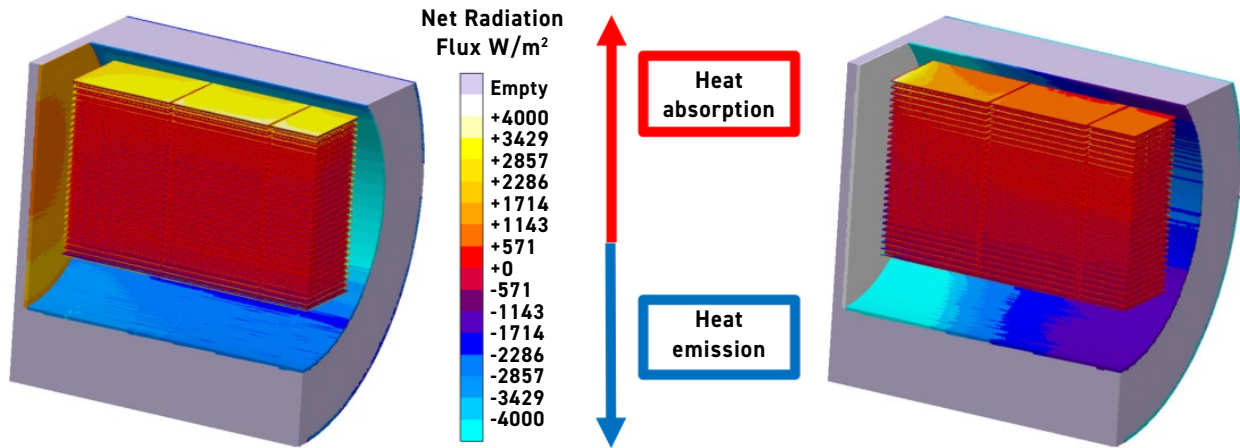 Net Radiation
Flux W/m²
Empty
+4000
+3429
+2857
+2286
+1714
+1143
+571
+0
-571
-1143
-1714
-2286
-2857
-3429
-4000
Heat
absorption
Heat
emission